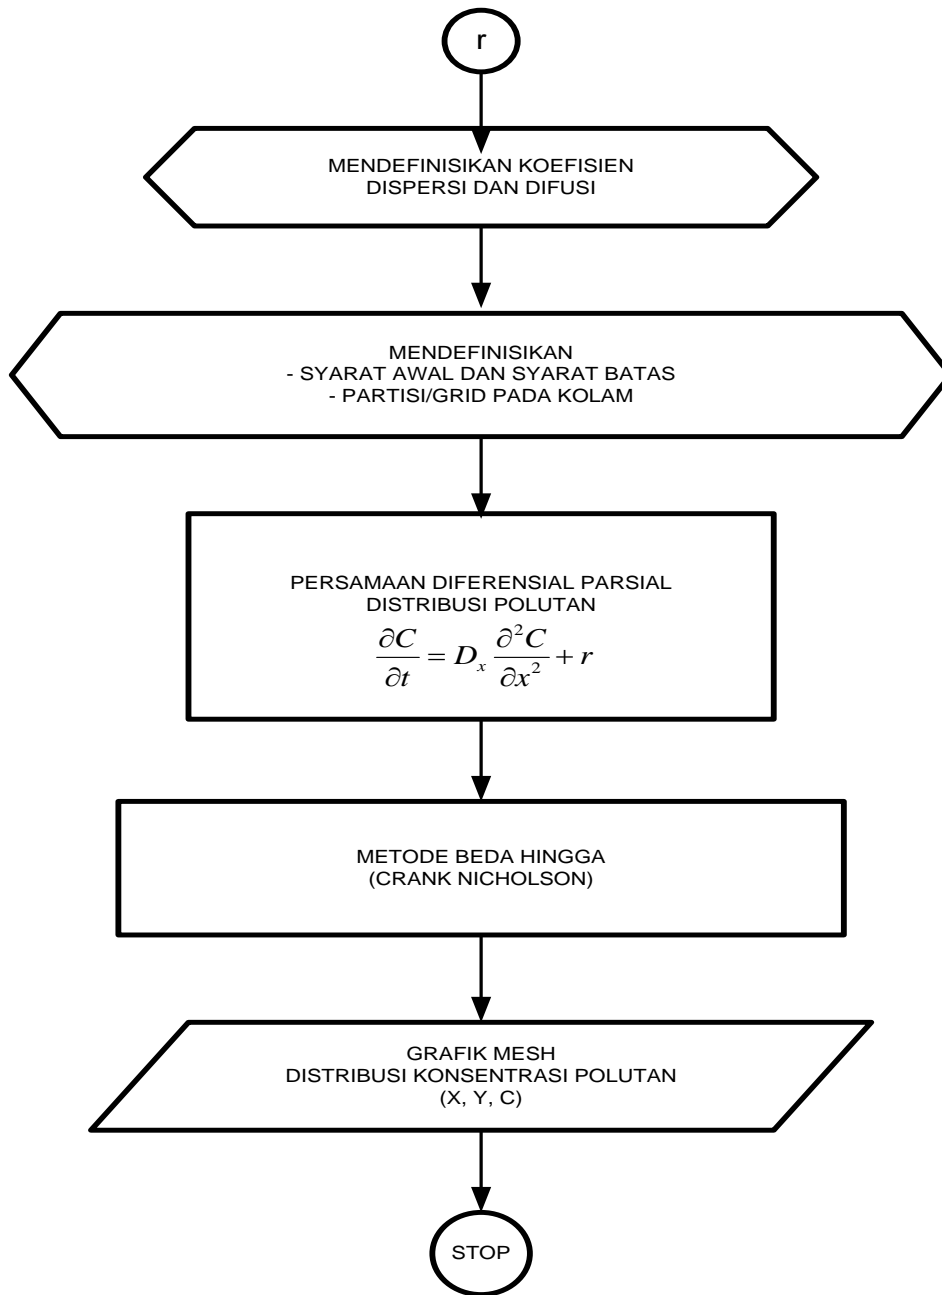 r
MENDEFINISIKAN KOEFISIEN
DISPERSI DAN DIFUSI
MENDEFINISIKAN
- SYARAT AWAL DAN SYARAT BATAS
- PARTISI/GRID PADA KOLAM
PERSAMAAN DIFERENSIAL PARSIAL
DISTRIBUSI POLUTAN
∂C/∂t = Dₓ ∂²C/∂x² + r
METODE BEDA HINGGA
(CRANK NICHOLSON)
GRAFIK MESH
DISTRIBUSI KONSENTRASI POLUTAN
(X, Y, C)
STOP